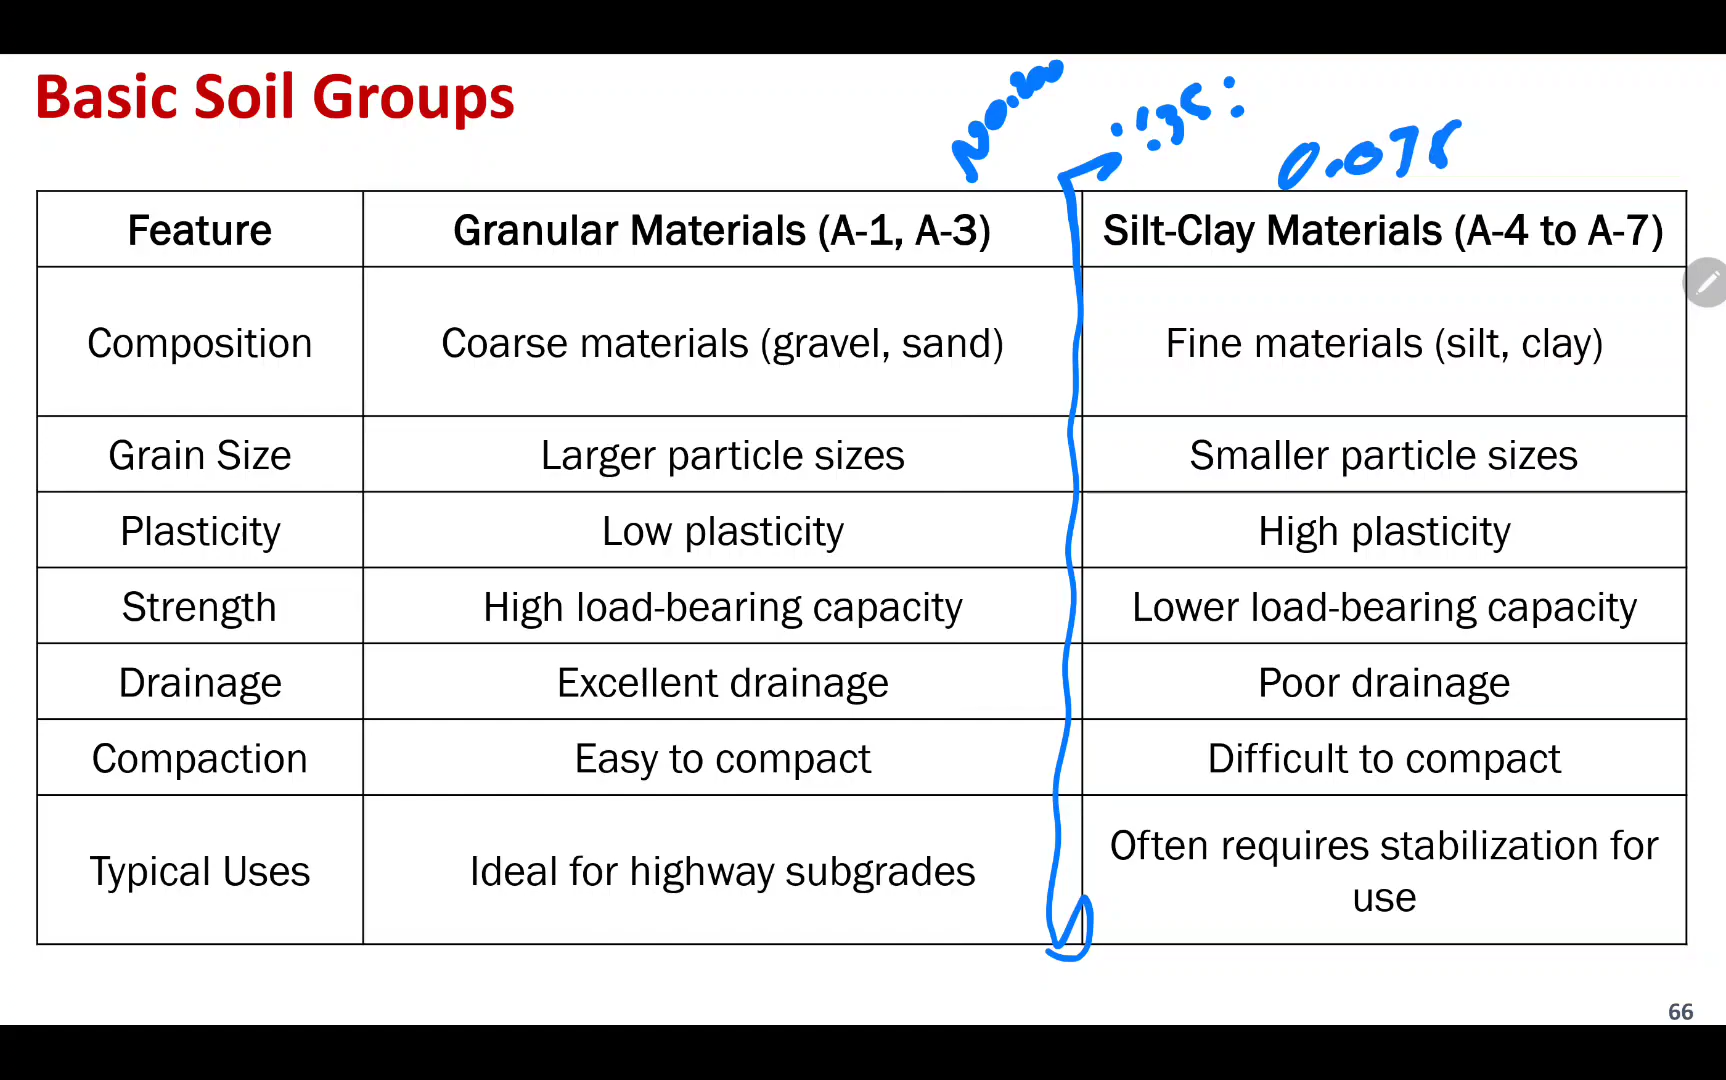 Basic Soil Groups
Feature
Granular Materials (A-1, A-3)
Silt-Clay Materials (A-4 to A-7)
Composition
Coarse materials (gravel, sand)
Fine materials (silt, clay)
Grain Size
Larger particle sizes
Smaller particle sizes
Plasticity
Low plasticity
High plasticity
Strength
High load-bearing capacity
Lower load-bearing capacity
Drainage
Excellent drainage
Poor drainage
Compaction
Easy to compact
Difficult to compact
Typical Uses
Ideal for highway subgrades
Often requires stabilization for
use
66